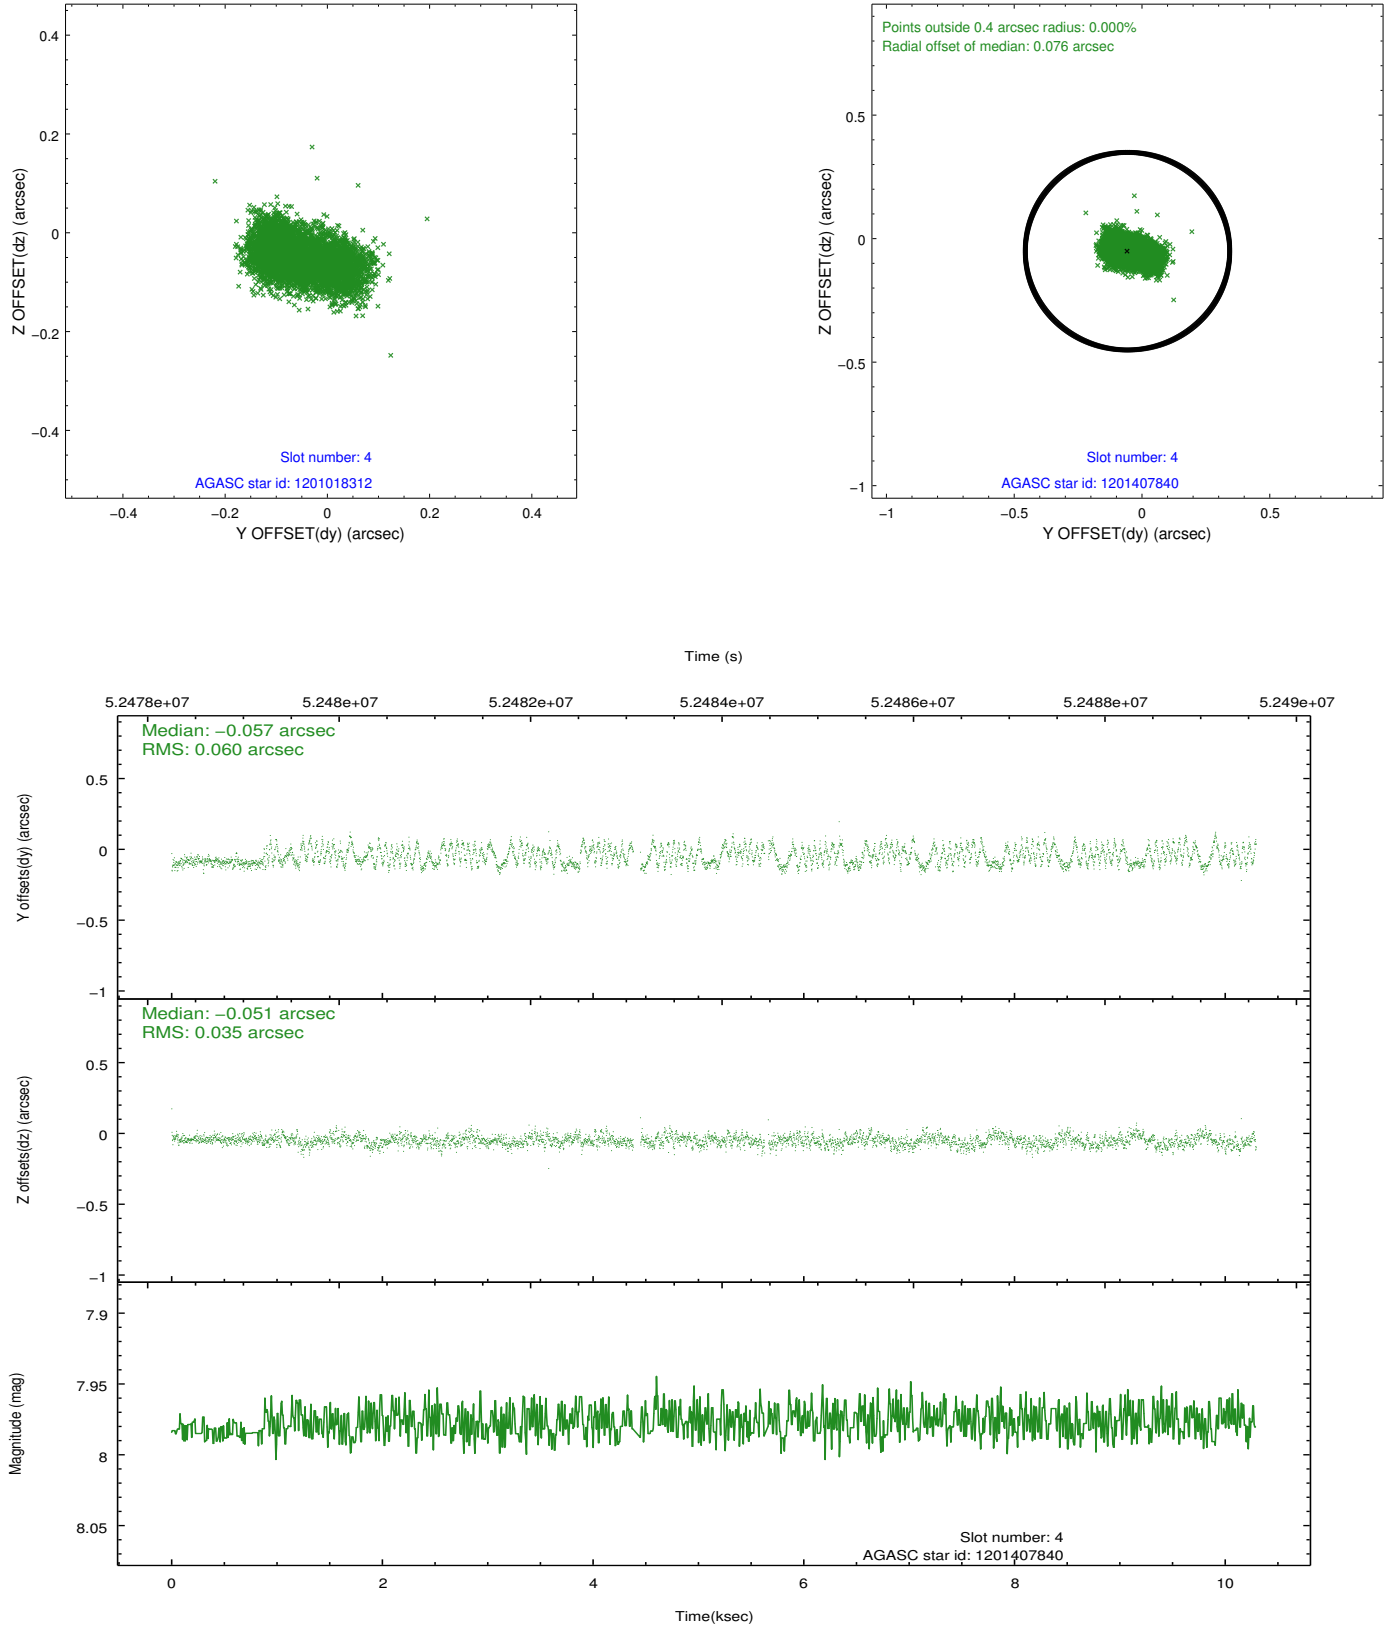 0.4
0.2
0
−0.2
−0.4
Z OFFSET(dz) (arcsec)
Slot number: 4
AGASC star id: 1201018312
−0.4
−0.2
0
0.2
0.4
Y OFFSET(dy) (arcsec)
Points outside 0.4 arcsec radius: 0.000%
Radial offset of median: 0.076 arcsec
0.5
0
−0.5
−1
Z OFFSET(dz) (arcsec)
Slot number: 4
AGASC star id: 1201407840
−1
−0.5
0
0.5
Y OFFSET(dy) (arcsec)
Time (s)
5.2478e+07
5.248e+07
5.2482e+07
5.2484e+07
5.2486e+07
5.2488e+07
5.249e+07
Median: −0.057 arcsec
RMS: 0.060 arcsec
0.5
0
−0.5
−1
Y offsets(dy) (arcsec)
Median: −0.051 arcsec
RMS: 0.035 arcsec
0.5
0
−0.5
−1
Z offsets(dz) (arcsec)
7.9
7.95
8
8.05
Magnitude (mag)
Slot number: 4
AGASC star id: 1201407840
0
2
4
6
8
10
Time(ksec)